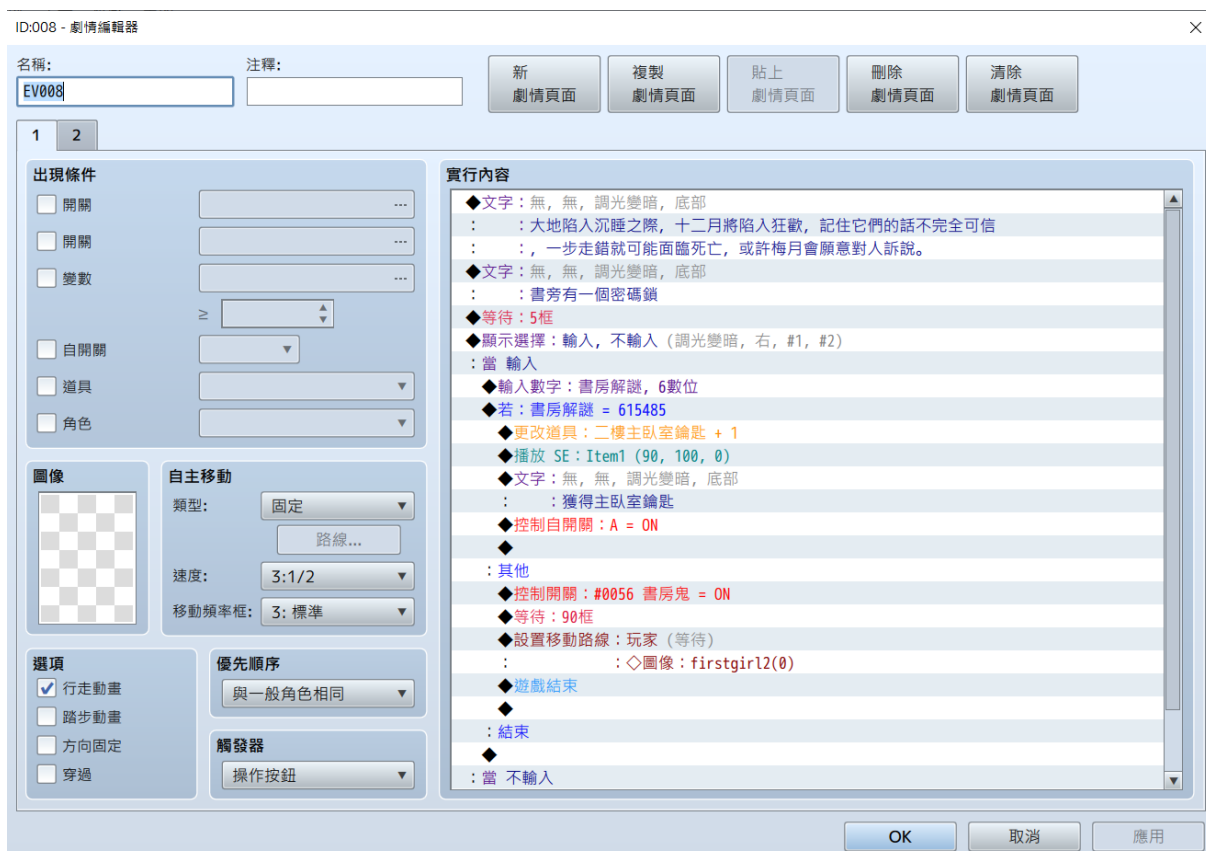 ID:008 - 劇情編輯器
名稱:
注釋:
EV008
新
劇情頁面
複製
劇情頁面
貼上
劇情頁面
刪除
劇情頁面
清除
劇情頁面
1 2
出現條件
開關 ...
開關 ...
變數 ...
≥
自開關
道具
角色
圖像
自主移動
類型: 固定
路線...
速度: 3:1/2
移動頻率框: 3: 標準
選項
行走動畫
踏步動畫
方向固定
穿過
優先順序
與一般角色相同
觸發器
操作按鈕
實行內容
◆文字：無, 無, 調光變暗, 底部
: ：大地陷入沉睡之際, 十二月將陷入狂歡, 記住它們的話不完全可信
: ：, 一步走錯就可能面臨死亡, 或許梅月會願意對人訴說。
◆文字：無, 無, 調光變暗, 底部
: ：書旁有一個密碼鎖
◆等待：5框
◆顯示選擇：輸入, 不輸入 (調光變暗, 右, #1, #2)
：當 輸入
◆輸入數字：書房解謎, 6數位
◆若：書房解謎 = 615485
◆更改道具：二樓主臥室鑰匙 + 1
◆播放 SE：Item1 (90, 100, 0)
◆文字：無, 無, 調光變暗, 底部
: ：獲得主臥室鑰匙
◆控制自開關：A = ON
◆
：其他
◆控制開關：#0056 書房鬼 = ON
◆等待：90框
◆設置移動路線：玩家 (等待)
: ：◇圖像：firstgirl2(0)
◆遊戲結束
◆
：結束
◆
：當 不輸入
OK
取消
應用